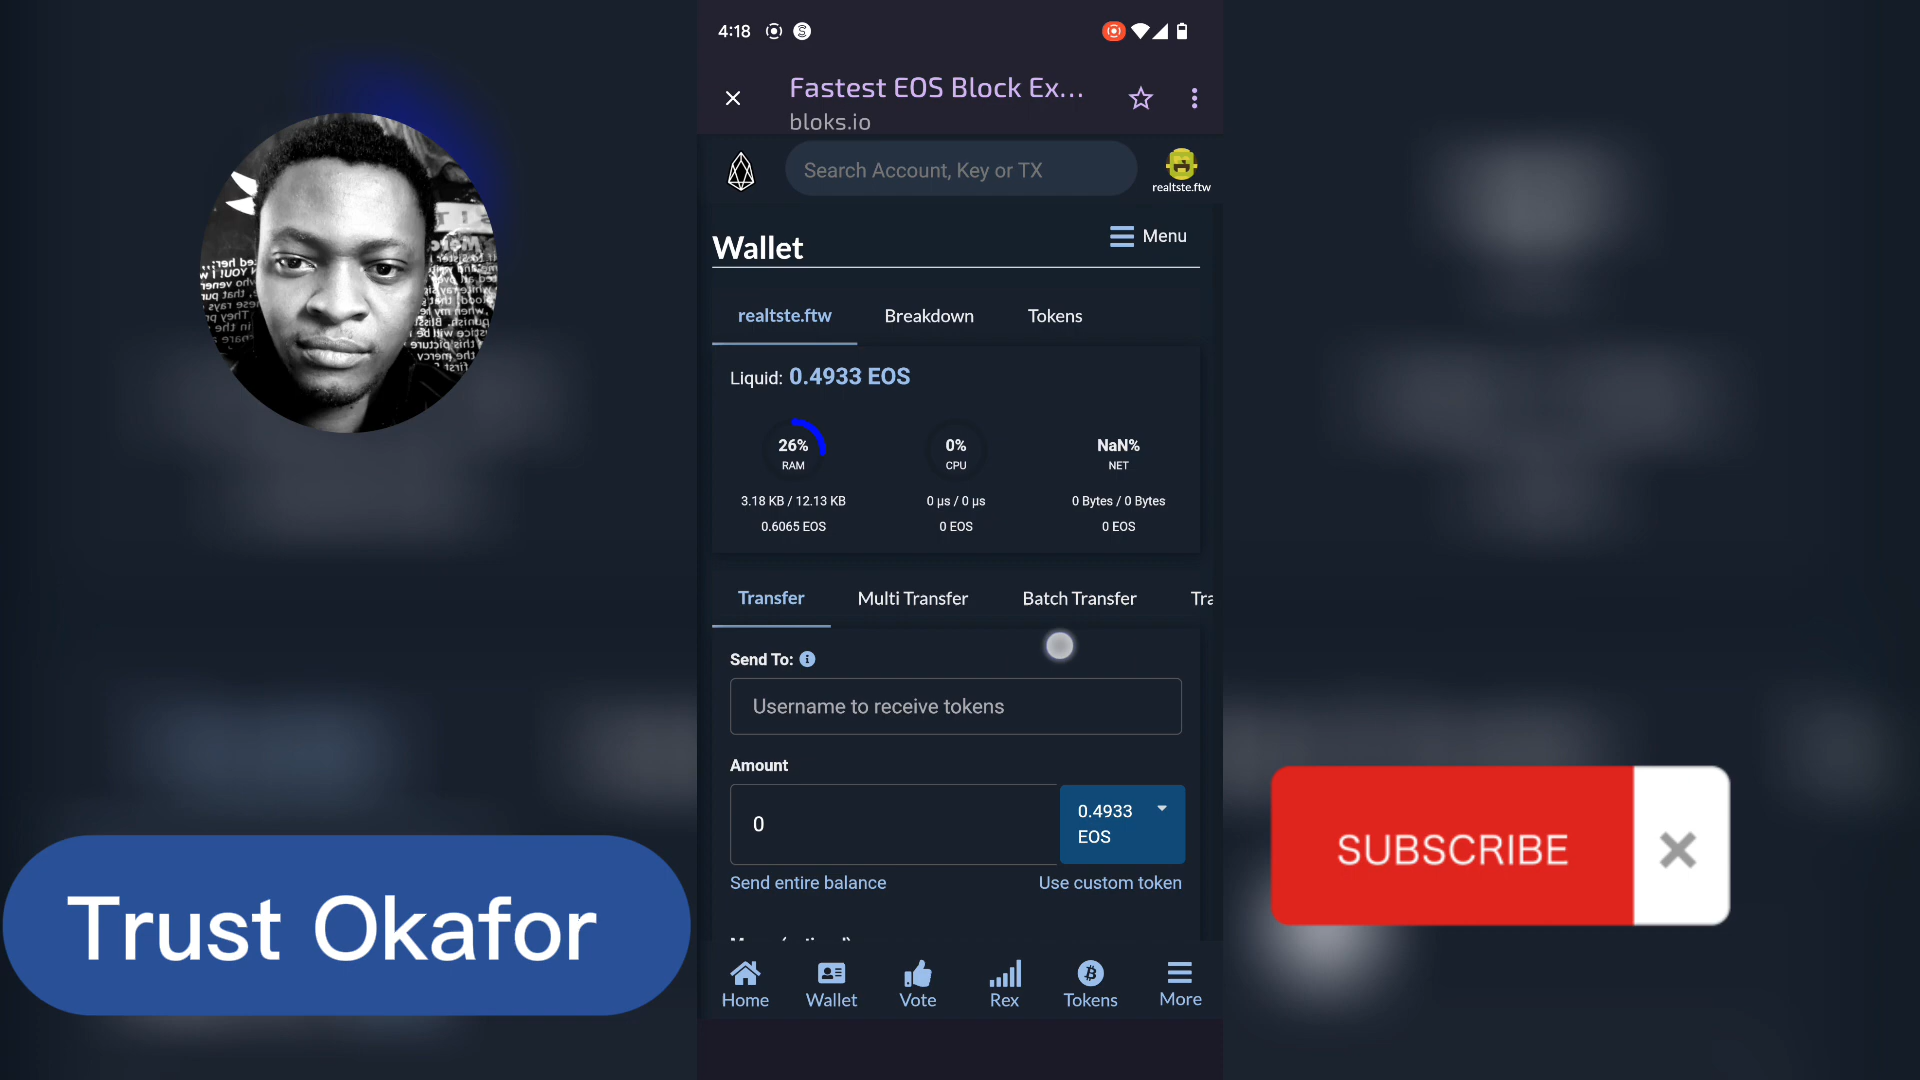 4:18
Fastest EOS Block Ex...
bloks.io
Search Account, Key or TX
realtste.ftw
Wallet
Menu
realtste.ftw
Breakdown
Tokens
Liquid: 0.4933 EOS
26%
RAM
3.18 KB / 12.13 KB
0.6065 EOS
0%
CPU
0 µs / 0 µs
0 EOS
NaN%
NET
0 Bytes / 0 Bytes
0 EOS
Transfer
Multi Transfer
Batch Transfer
Tra
Send To:
Username to receive tokens
Amount
0
0.4933
EOS
Send entire balance
Use custom token
Home
Wallet
Vote
Rex
Tokens
More
Trust Okafor
SUBSCRIBE